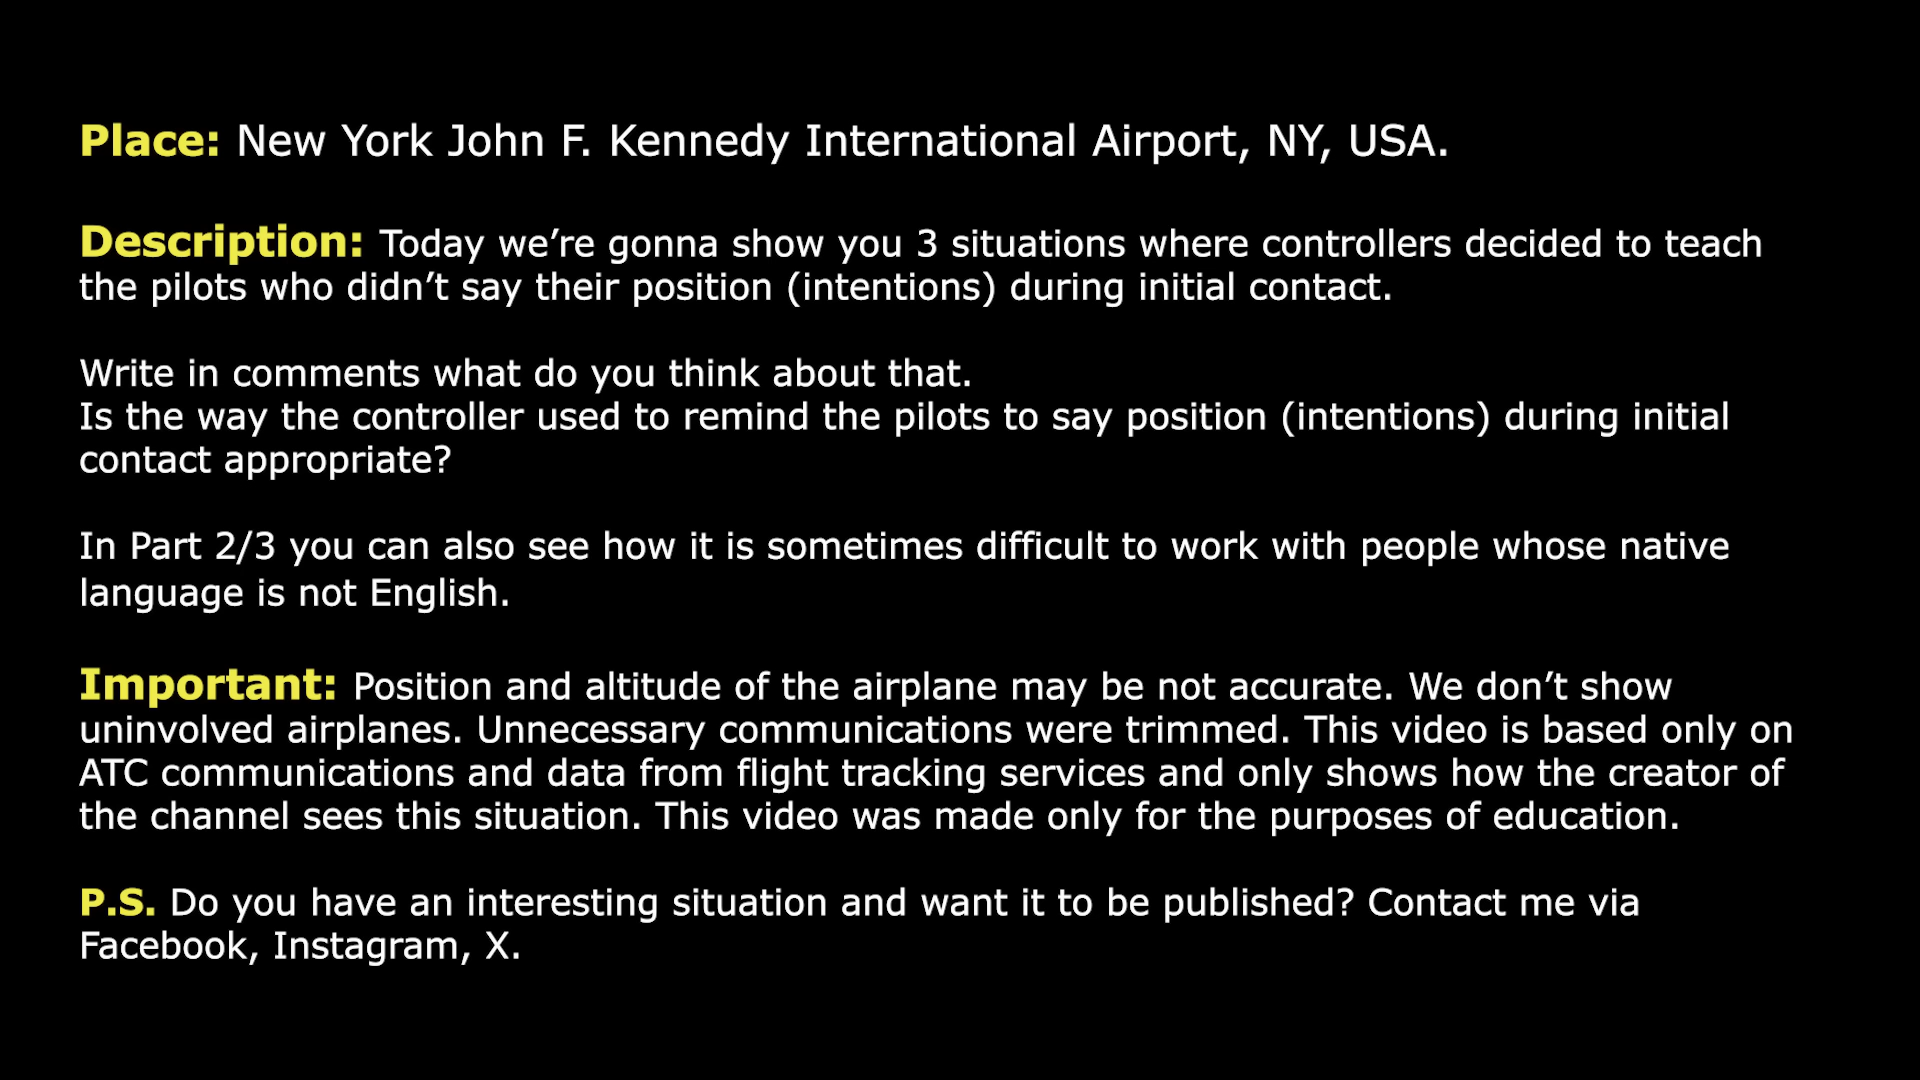 Place: New York John F. Kennedy International Airport, NY, USA.
Description: Today we’re gonna show you 3 situations where controllers decided to teach
the pilots who didn’t say their position (intentions) during initial contact.
Write in comments what do you think about that.
Is the way the controller used to remind the pilots to say position (intentions) during initial
contact appropriate?
In Part 2/3 you can also see how it is sometimes difficult to work with people whose native
language is not English.
Important: Position and altitude of the airplane may be not accurate. We don’t show
uninvolved airplanes. Unnecessary communications were trimmed. This video is based only on
ATC communications and data from flight tracking services and only shows how the creator of
the channel sees this situation. This video was made only for the purposes of education.
P.S. Do you have an interesting situation and want it to be published? Contact me via
Facebook, Instagram, X.